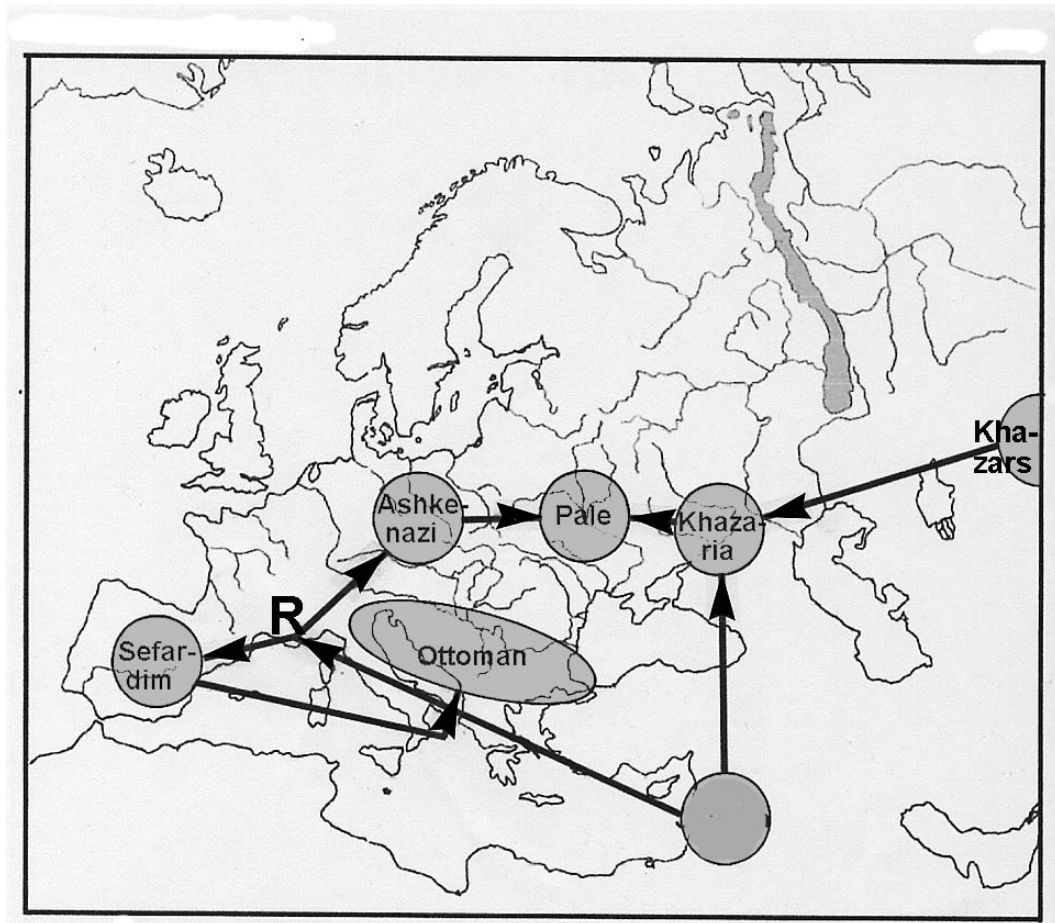 Kha-
zars
Ashke-
nazi
Pale
Khaza-
ria
R
Sefar-
dim
Ottoman